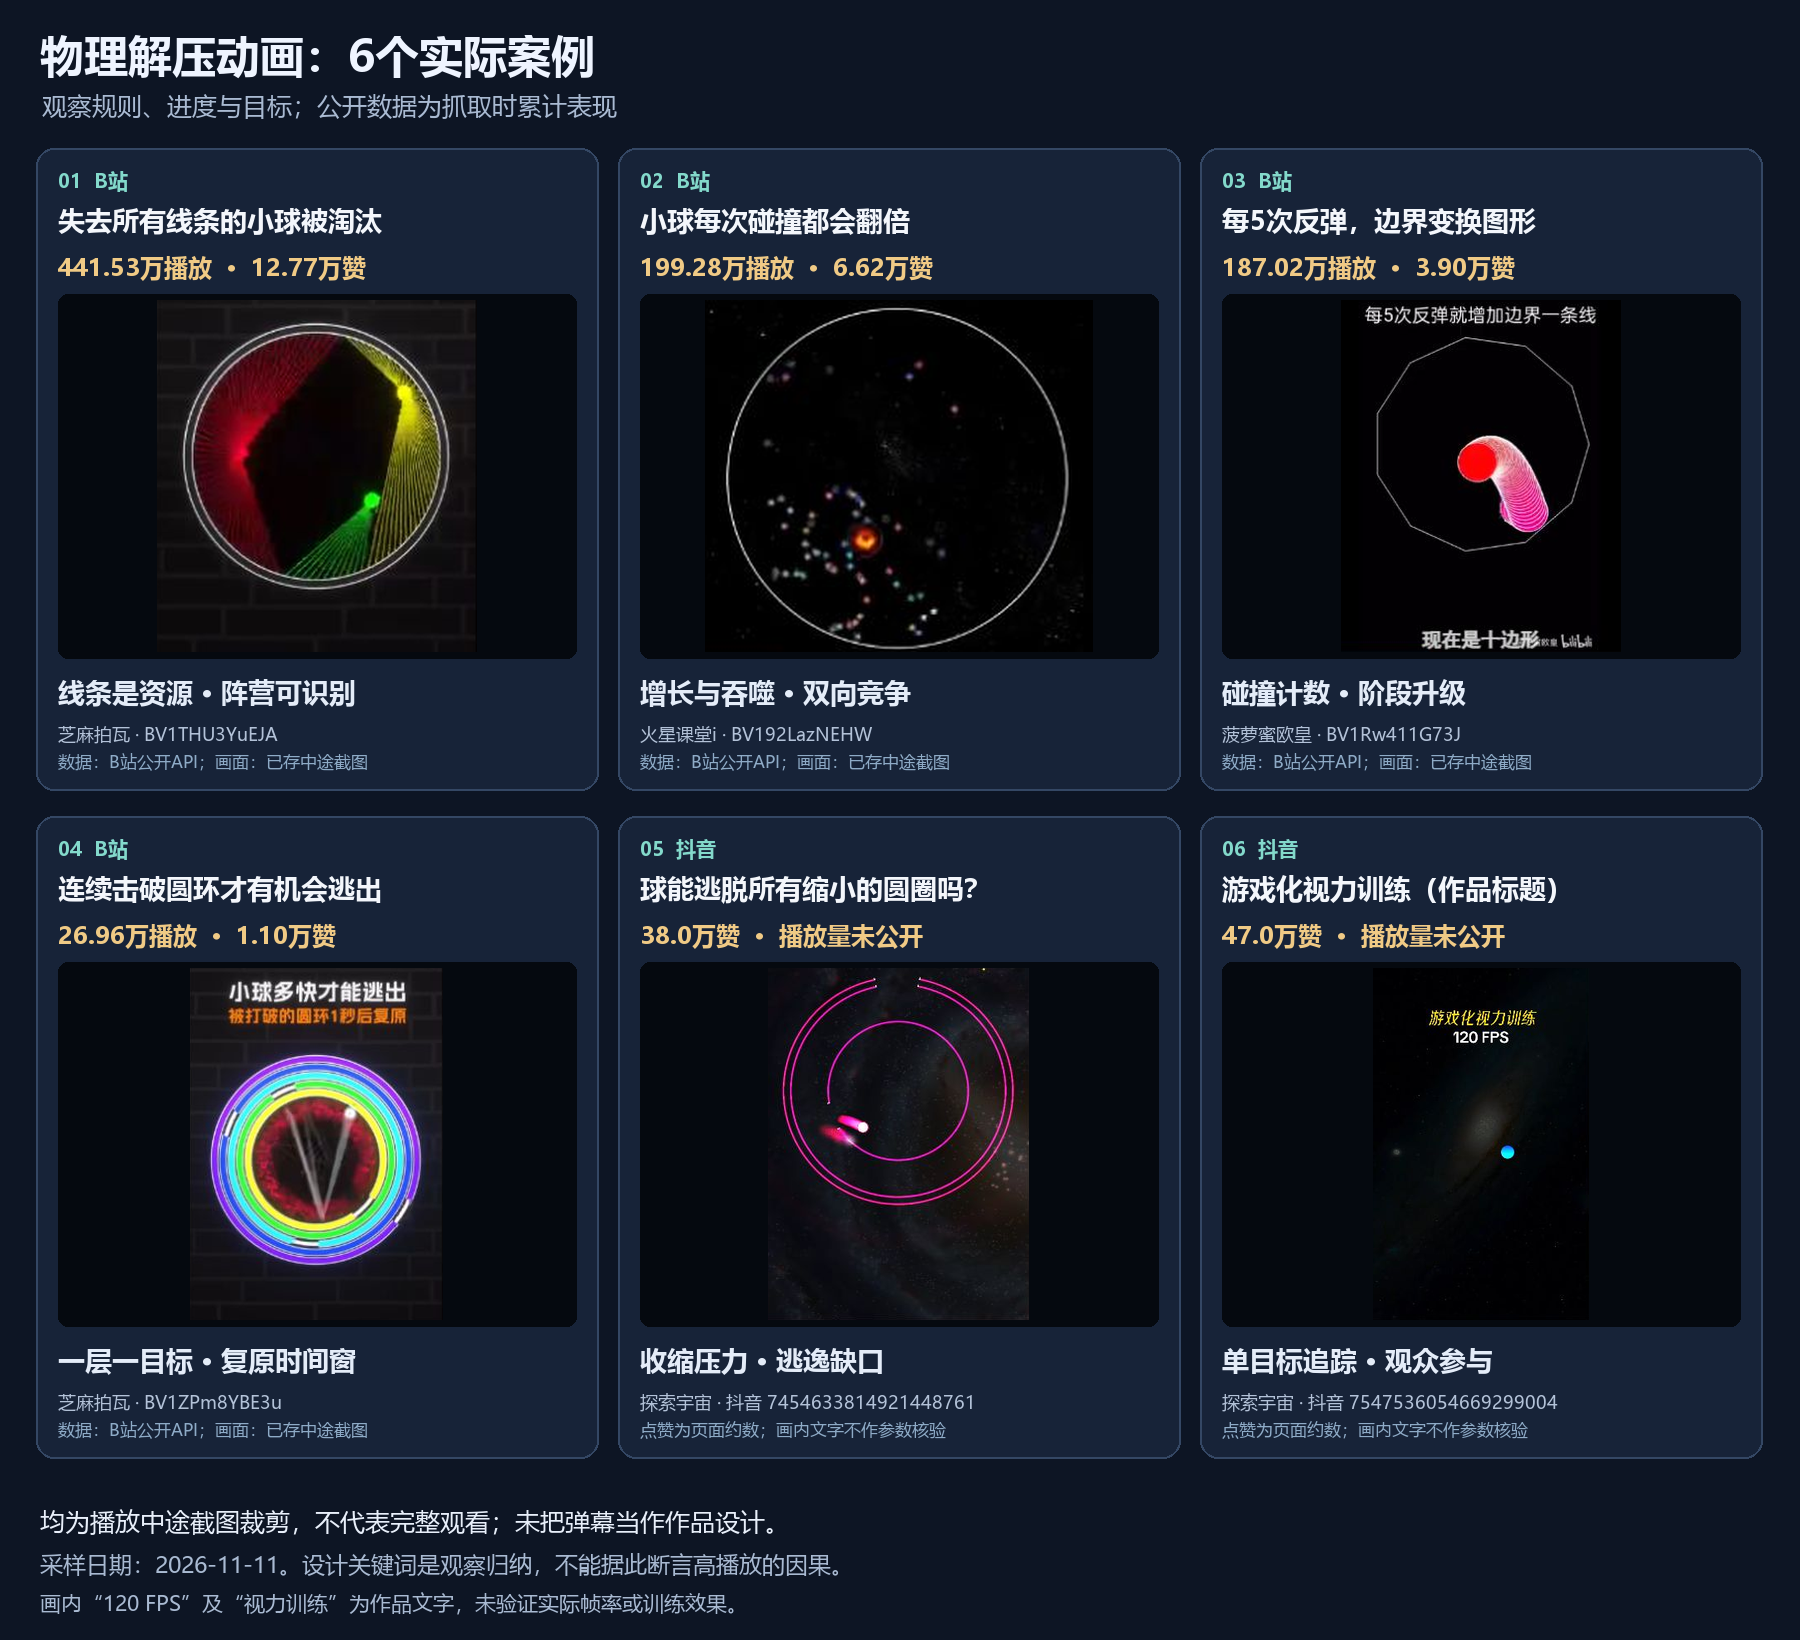 物理解压动画：6个实际案例
观察规则、进度与目标；公开数据为抓取时累计表现
01 B站
失去所有线条的小球被淘汰
441.53万播放 • 12.77万赞
线条是资源 • 阵营可识别
芝麻拍瓦 · BV1THU3YuEJA
数据：B站公开API；画面：已存中途截图
02 B站
小球每次碰撞都会翻倍
199.28万播放 • 6.62万赞
增长与吞噬 • 双向竞争
火星课堂i · BV192LazNEHW
数据：B站公开API；画面：已存中途截图
03 B站
每5次反弹，边界变换图形
187.02万播放 • 3.90万赞
每5次反弹就增加边界一条线
现在是十边形
欧皇 bilibili
碰撞计数 • 阶段升级
菠萝蜜欧皇 · BV1Rw411G73J
数据：B站公开API；画面：已存中途截图
04 B站
连续击破圆环才有机会逃出
26.96万播放 • 1.10万赞
小球多快才能逃出
被打破的圆环1秒后复原
一层一目标 • 复原时间窗
芝麻拍瓦 · BV1ZPm8YBE3u
数据：B站公开API；画面：已存中途截图
05 抖音
球能逃脱所有缩小的圆圈吗？
38.0万赞 • 播放量未公开
收缩压力 • 逃逸缺口
探索宇宙 · 抖音 7454633814921448761
点赞为页面约数；画内文字不作参数核验
06 抖音
游戏化视力训练（作品标题）
47.0万赞 • 播放量未公开
游戏化视力训练
120 FPS
单目标追踪 • 观众参与
探索宇宙 · 抖音 7547536054669299004
点赞为页面约数；画内文字不作参数核验
均为播放中途截图裁剪，不代表完整观看；未把弹幕当作作品设计。
采样日期：2026-11-11。设计关键词是观察归纳，不能据此断言高播放的因果。
画内“120 FPS”及“视力训练”为作品文字，未验证实际帧率或训练效果。